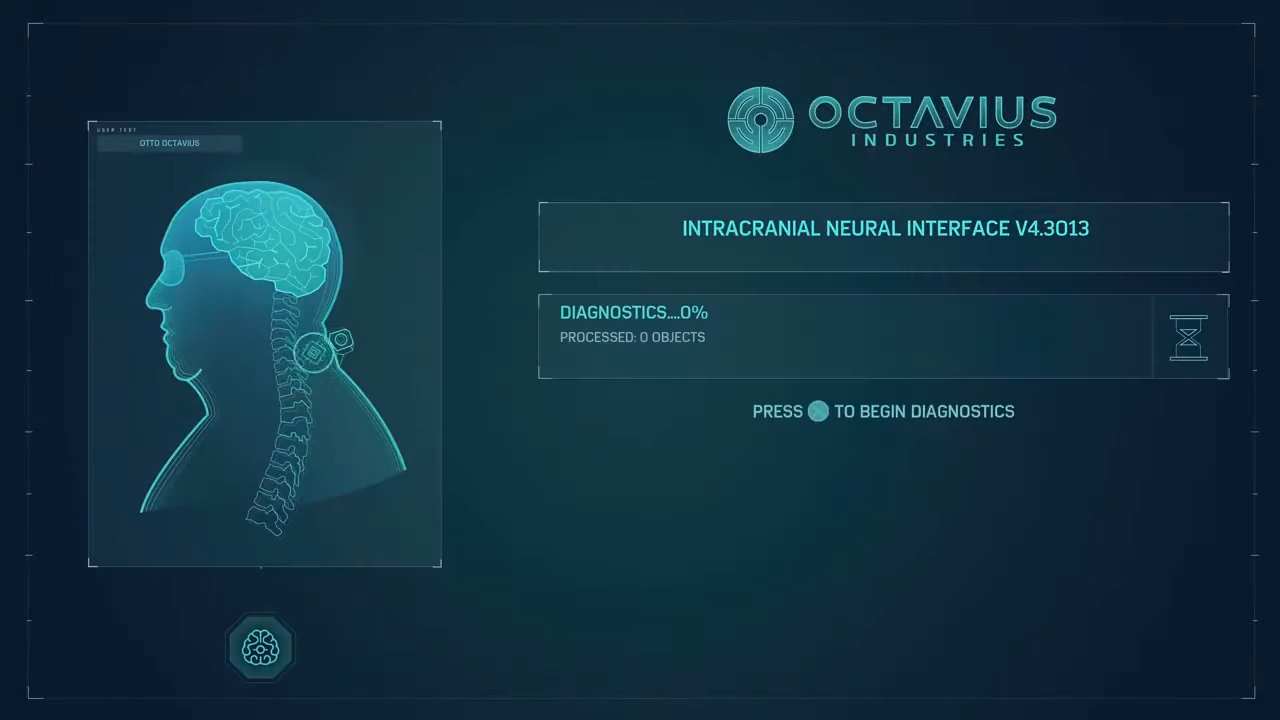 USER TEXT
OTTO OCTAVIUS
OCTAVIUS
INDUSTRIES
INTRACRANIAL NEURAL INTERFACE V4.3013
DIAGNOSTICS....0%
PROCESSED: 0 OBJECTS
PRESS TO BEGIN DIAGNOSTICS